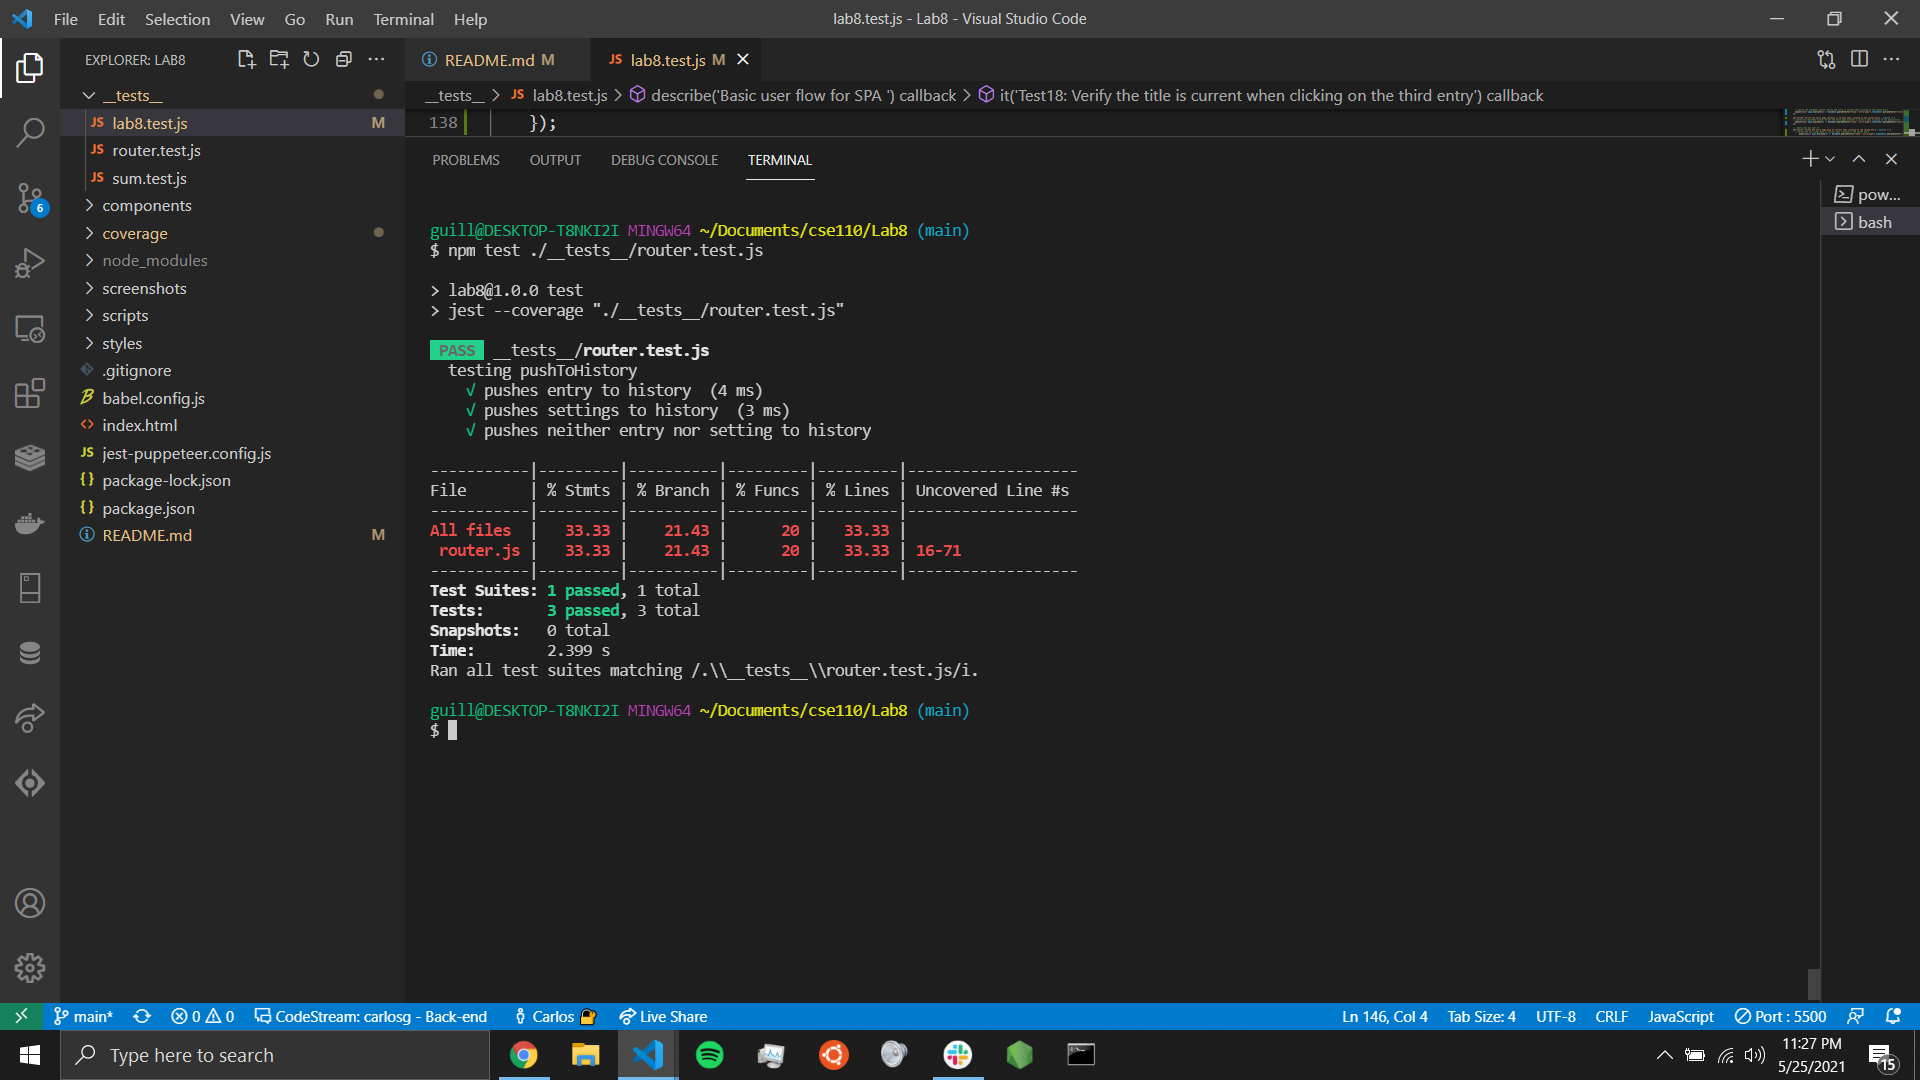 File Edit Selection View Go Run Terminal Help
lab8.test.js - Lab8 - Visual Studio Code
EXPLORER: LAB8
__tests__
JS lab8.test.js M
JS router.test.js
JS sum.test.js
components
coverage
node_modules
screenshots
scripts
styles
.gitignore
babel.config.js
index.html
JS jest-puppeteer.config.js
{} package-lock.json
{} package.json
README.md M
6
README.md M
JS lab8.test.js M
__tests__ > JS lab8.test.js > describe('Basic user flow for SPA ') callback > it('Test18: Verify the title is current when clicking on the third entry') callback
138 });
PROBLEMS OUTPUT DEBUG CONSOLE TERMINAL
pow...
bash
guill@DESKTOP-T8NKI2I MINGW64 ~/Documents/cse110/Lab8 (main)
$ npm test ./__tests__/router.test.js
> lab8@1.0.0 test
> jest --coverage "./__tests__/router.test.js"
PASS __tests__/router.test.js
testing pushToHistory
√ pushes entry to history (4 ms)
√ pushes settings to history (3 ms)
√ pushes neither entry nor setting to history
-----------|---------|----------|---------|---------|-------------------
File | % Stmts | % Branch | % Funcs | % Lines | Uncovered Line #s
-----------|---------|----------|---------|---------|-------------------
All files | 33.33 | 21.43 | 20 | 33.33 |
router.js | 33.33 | 21.43 | 20 | 33.33 | 16-71
-----------|---------|----------|---------|---------|-------------------
Test Suites: 1 passed, 1 total
Tests: 3 passed, 3 total
Snapshots: 0 total
Time: 2.399 s
Ran all test suites matching /.\\__tests__\\router.test.js/i.
guill@DESKTOP-T8NKI2I MINGW64 ~/Documents/cse110/Lab8 (main)
$
main* 0 0 CodeStream: carlosg - Back-end Carlos Live Share
Ln 146, Col 4 Tab Size: 4 UTF-8 CRLF JavaScript Port : 5500
Type here to search
11:27 PM
5/25/2021
15